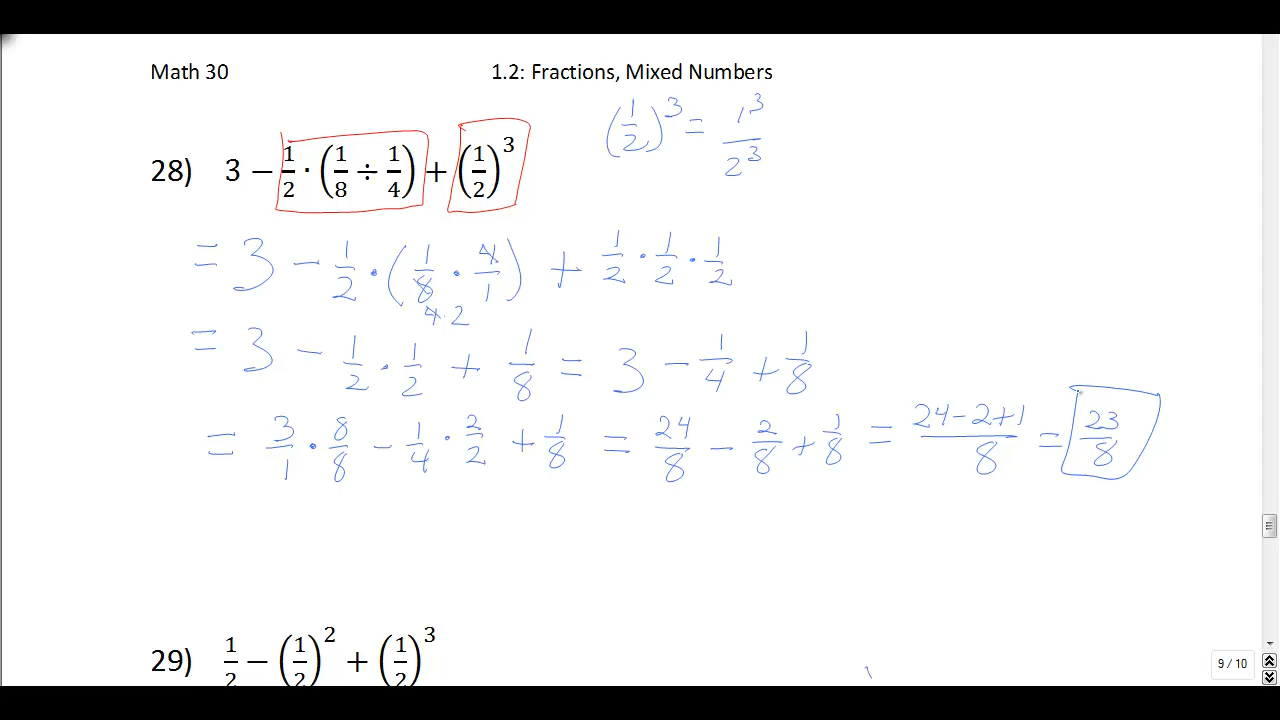 Math 30 1.2: Fractions, Mixed Numbers
(1/2)^3 = 1^3/2^3
28) 3 − 1/2 · (1/8 ÷ 1/4) + (1/2)^3
= 3 − 1/2 · (1/8 · 4/1) + 1/2 · 1/2 · 1/2
4·2
= 3 − 1/2 · 1/2 + 1/8 = 3 − 1/4 + 1/8
= 3/1 · 8/8 − 1/4 · 2/2 + 1/8 = 24/8 − 2/8 + 1/8 = 24−2+1/8 = 23/8
29) 1/2 − (1/2)^2 + (1/2)^3
9 / 10